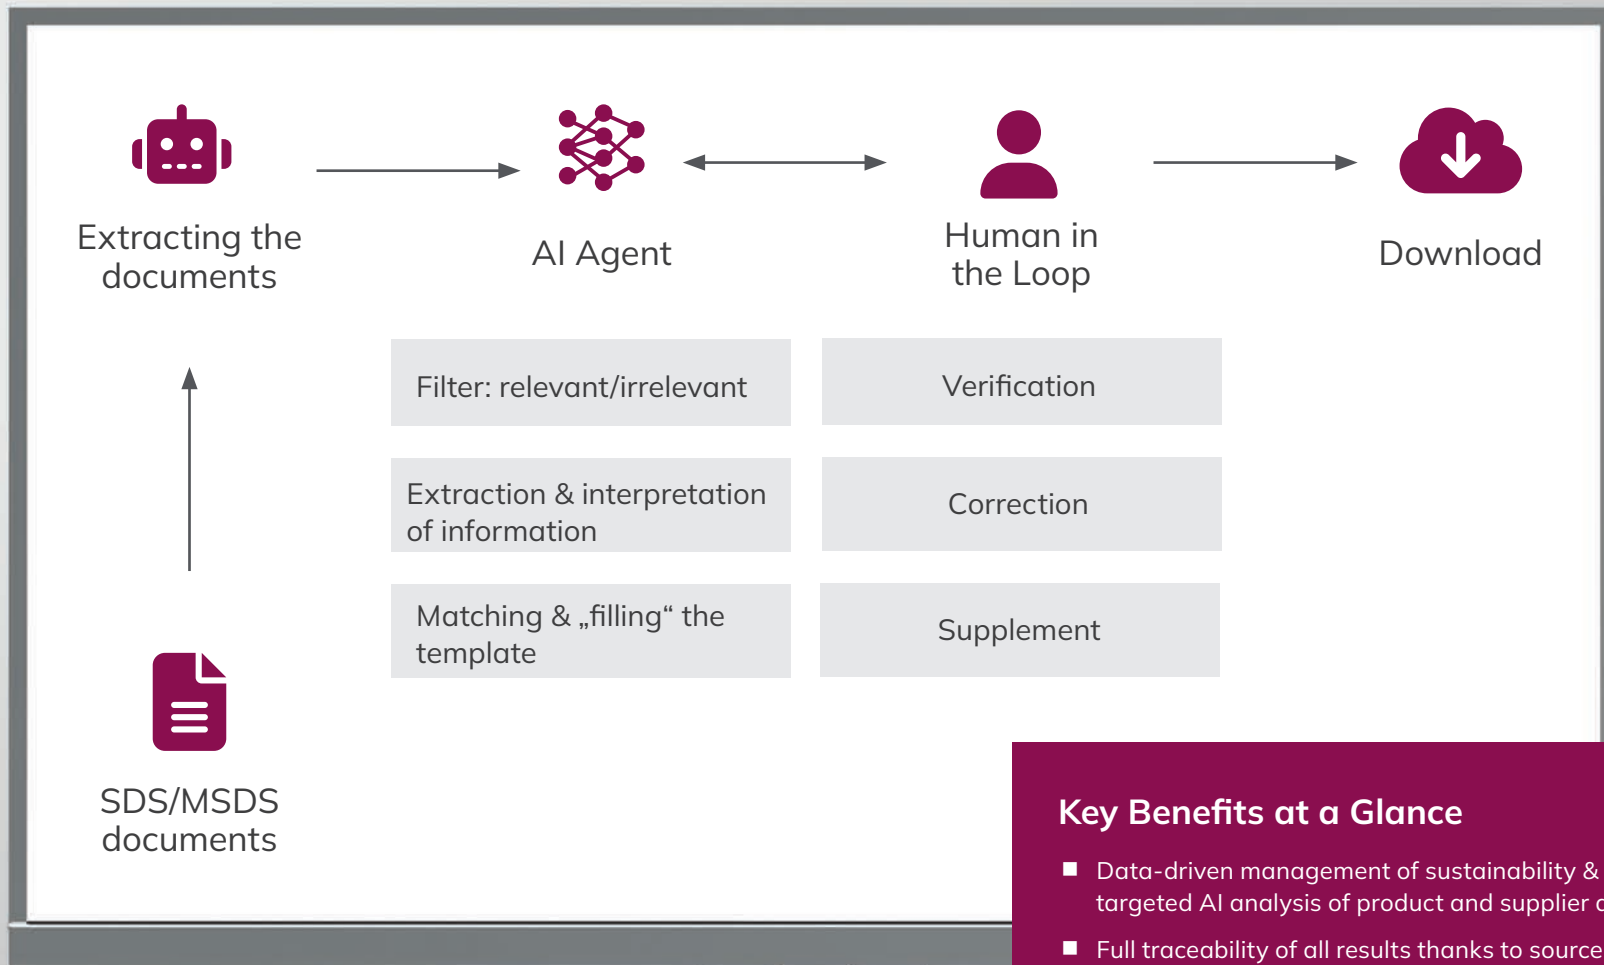 Extracting the
documents
AI Agent
Human in
the Loop
Download
Filter: relevant/irrelevant
Verification
Extraction & interpretation
of information
Correction
Matching & „filling“ the
template
Supplement
SDS/MSDS
documents
Key Benefits at a Glance
Data-driven management of sustainability &
targeted AI analysis of product and supplier
Full traceability of all results thanks to source